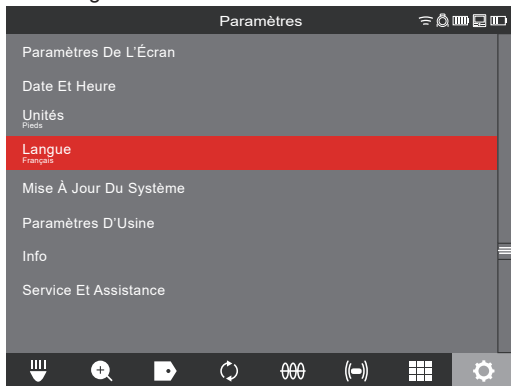 Paramètres
Paramètres De L’Écran
Date Et Heure
Unités
Pieds
Langue
Français
Mise À Jour Du Système
Paramètres D’Usine
Info
Service Et Assistance